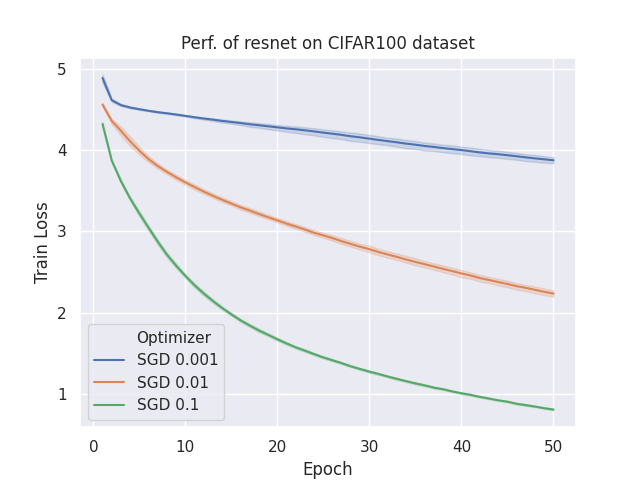 Perf. of resnet on CIFAR100 dataset
5
4
3
2
1
Train Loss
Optimizer
SGD 0.001
SGD 0.01
SGD 0.1
0 10 20 30 40 50
Epoch